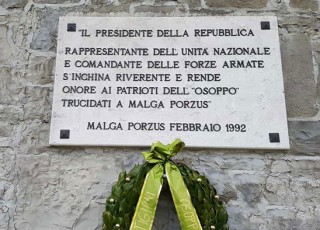 "IL PRESIDENTE DELLA REPUBBLICA
RAPPRESENTANTE DELL'UNITA' NAZIONALE
E COMANDANTE DELLE FORZE ARMATE
S'INCHINA RIVERENTE E RENDE
ONORE AI PATRIOTI DELL'"OSOPPO"
TRUCIDATI A MALGA PORZUS"
MALGA PORZUS FEBBRAIO 1992